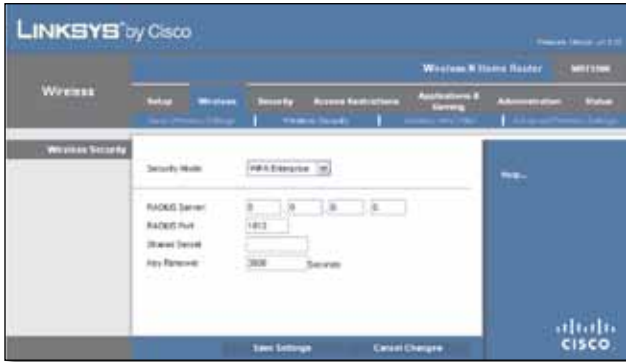 LINKSYS by Cisco
Wireless-N Home Router
Wireless
Setup Wireless Security Access Restrictions Applications & Gaming Administration Status
Wireless Security
Wireless Security
Security Mode: WPA Enterprise
RADIUS Server: 0 . 0 . 0 . 0
RADIUS Port:
Shared Secret:
Key Renewal: Seconds
Help...
Save Settings Cancel Changes
CISCO